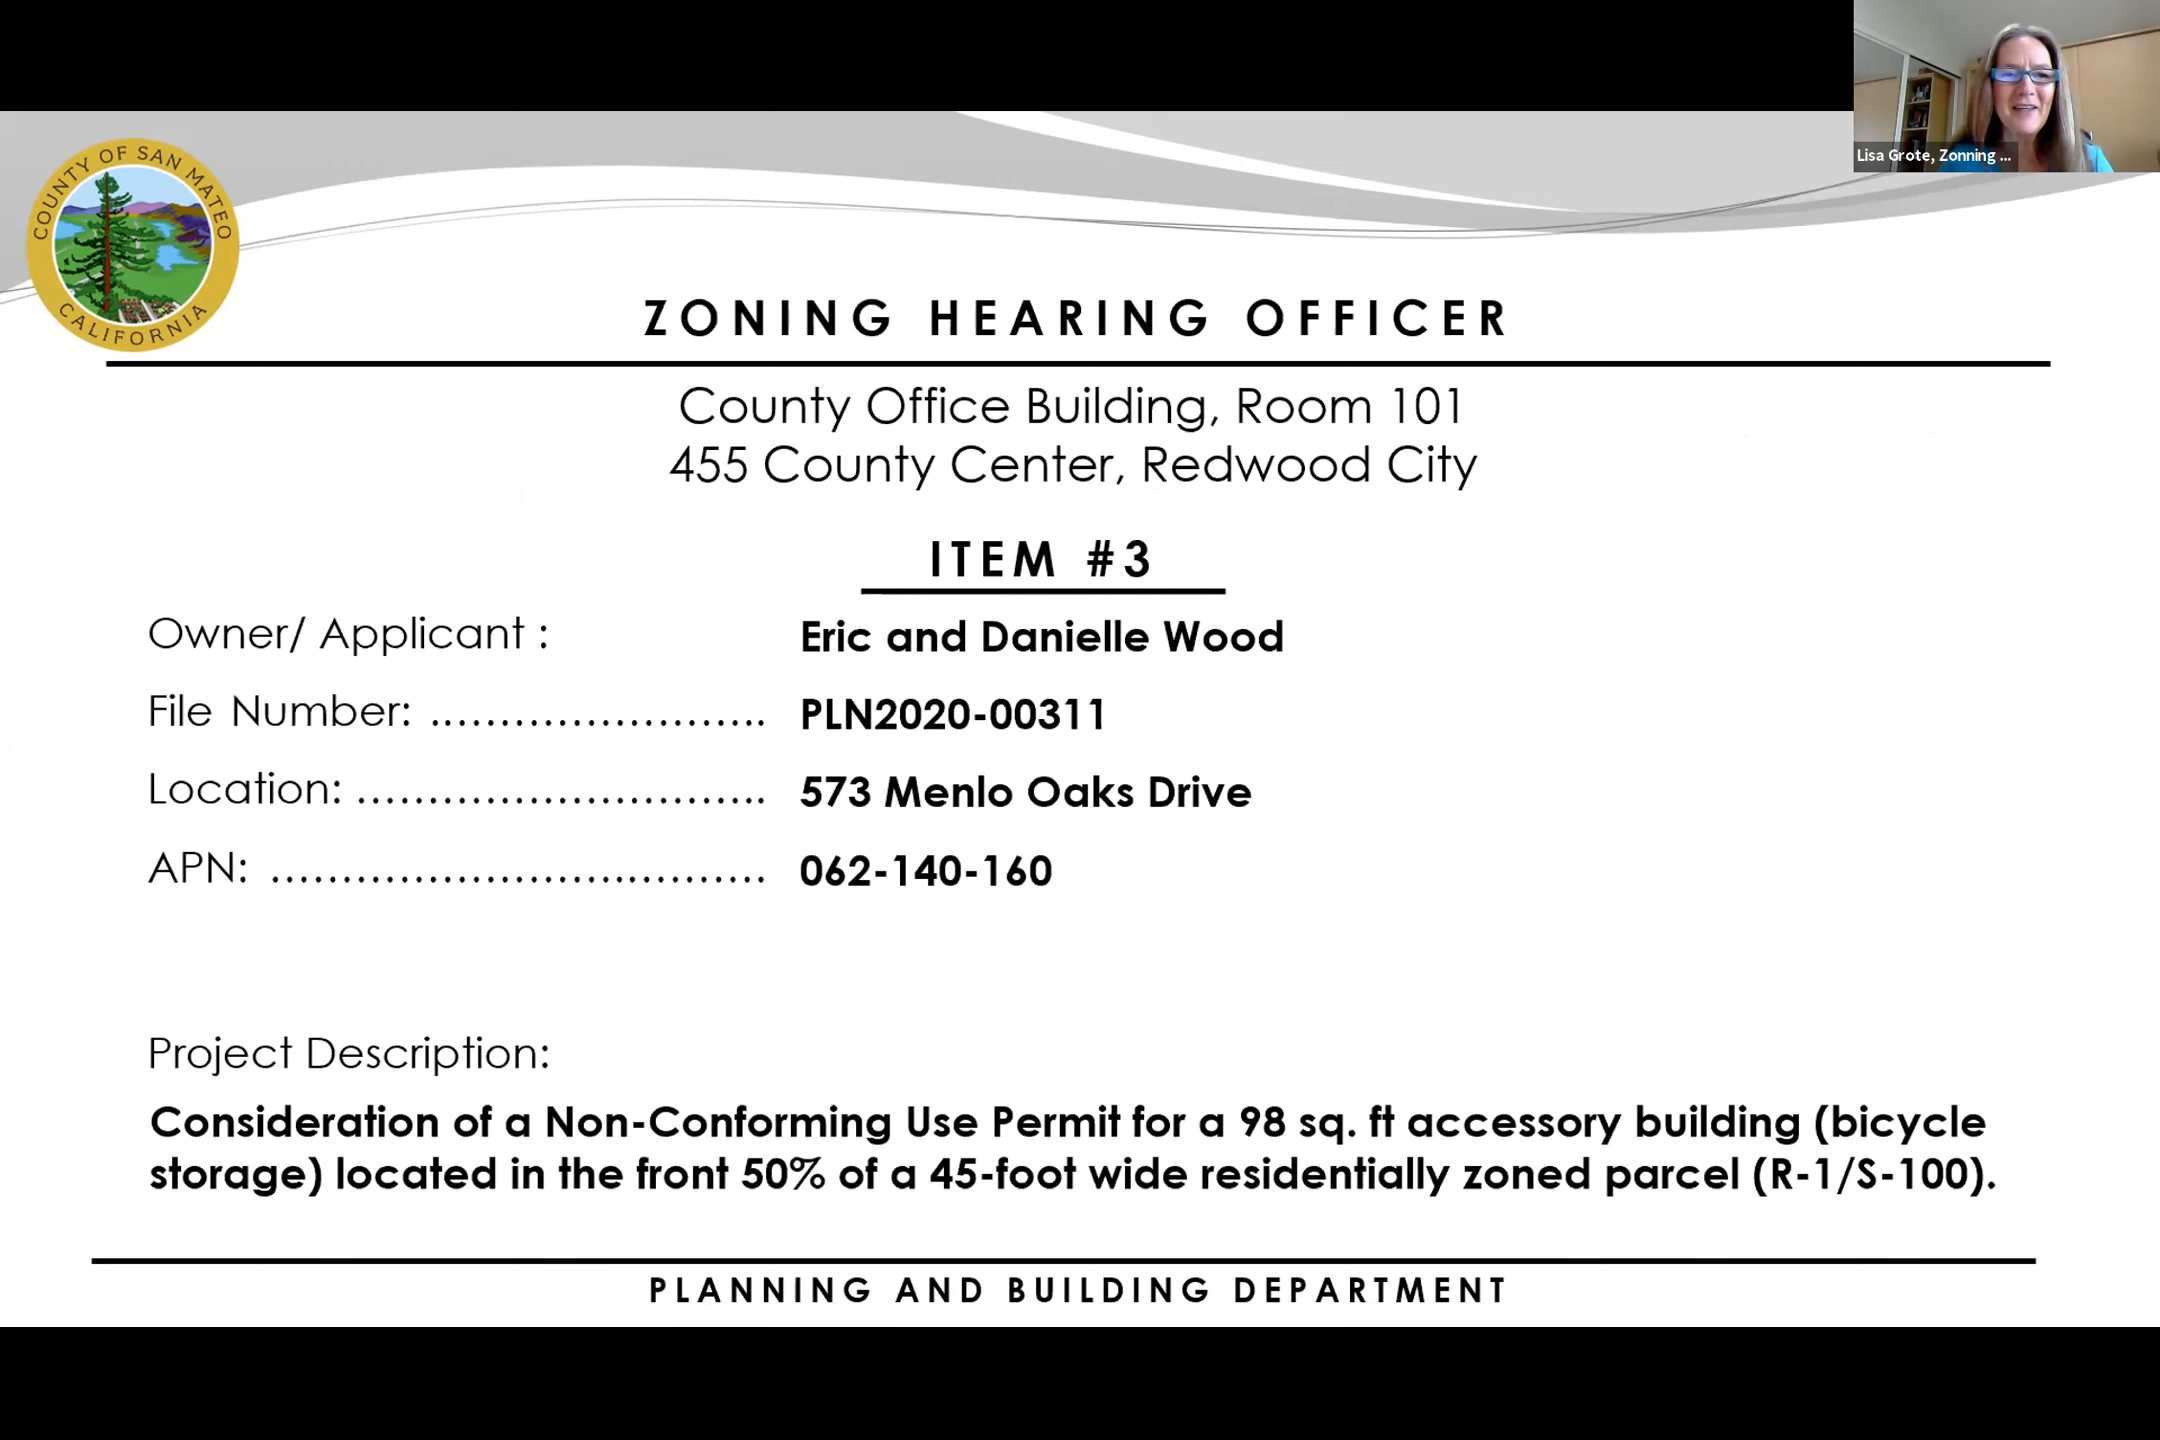 Lisa Grote, Zonning ...
COUNTY OF SAN MATEO
CALIFORNIA
ZONING HEARING OFFICER
County Office Building, Room 101
455 County Center, Redwood City
ITEM #3
Owner/ Applicant : Eric and Danielle Wood
File Number: ........................ PLN2020-00311
Location: ............................. 573 Menlo Oaks Drive
APN: ................................... 062-140-160
Project Description:
Consideration of a Non-Conforming Use Permit for a 98 sq. ft accessory building (bicycle
storage) located in the front 50% of a 45-foot wide residentially zoned parcel (R-1/S-100).
PLANNING AND BUILDING DEPARTMENT